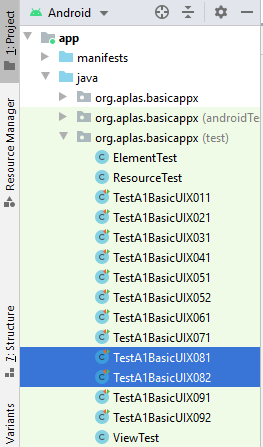 Android
app
manifests
java
org.aplas.basicappx
org.aplas.basicappx (androidTe
org.aplas.basicappx (test)
ElementTest
ResourceTest
TestA1BasicUIX011
TestA1BasicUIX021
TestA1BasicUIX031
TestA1BasicUIX041
TestA1BasicUIX051
TestA1BasicUIX052
TestA1BasicUIX061
TestA1BasicUIX071
TestA1BasicUIX081
TestA1BasicUIX082
TestA1BasicUIX091
TestA1BasicUIX092
ViewTest
1: Project
Resource Manager
7: Structure
Variants